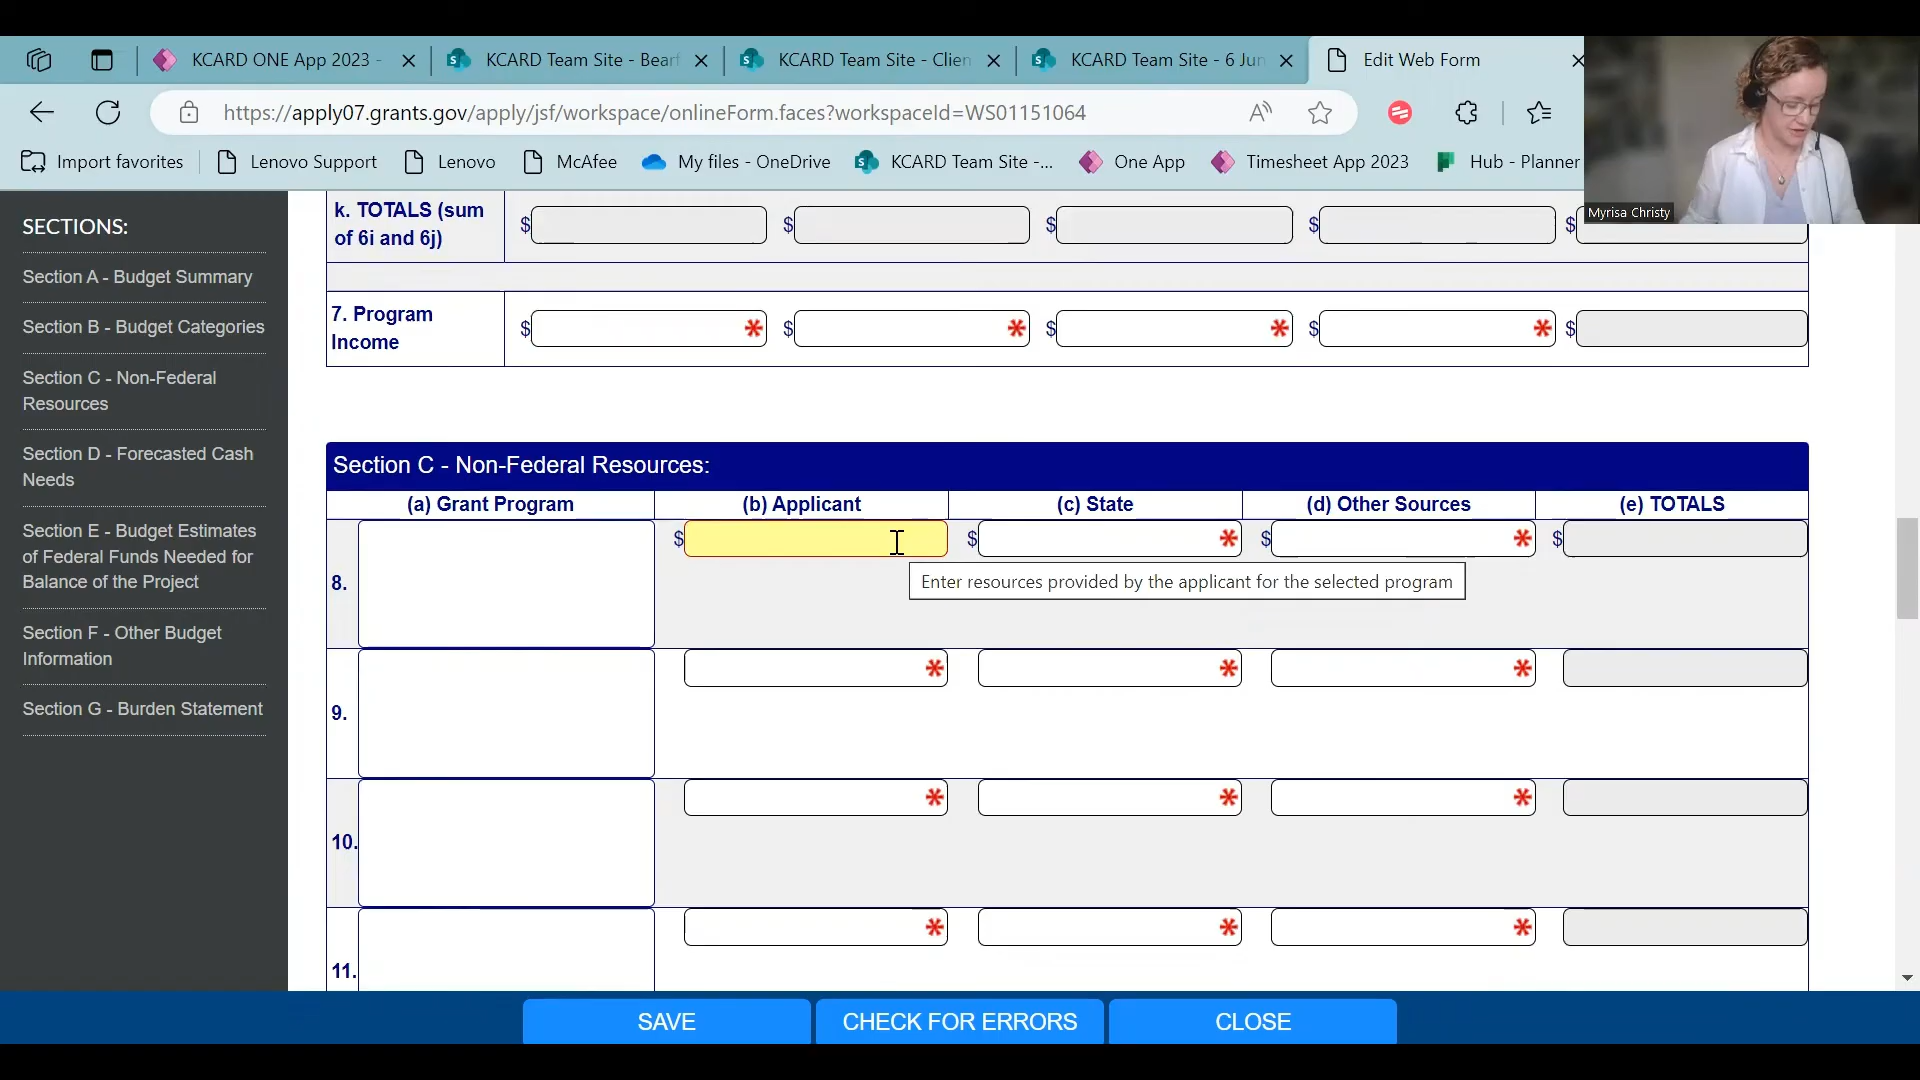 KCARD ONE App 2023 -
KCARD Team Site - Bearf
KCARD Team Site - Clien
KCARD Team Site - 6 Jun
Edit Web Form
https://apply07.grants.gov/apply/jsf/workspace/onlineForm.faces?workspaceId=WS01151064
Import favorites
Lenovo Support
Lenovo
McAfee
My files - OneDrive
KCARD Team Site -...
One App
Timesheet App 2023
Hub - Planner
Myrisa Christy
SECTIONS:
Section A - Budget Summary
Section B - Budget Categories
Section C - Non-Federal
Resources
Section D - Forecasted Cash
Needs
Section E - Budget Estimates
of Federal Funds Needed for
Balance of the Project
Section F - Other Budget
Information
Section G - Burden Statement
k. TOTALS (sum
of 6i and 6j)
$ $ $ $ $
7. Program
Income
$ * $ * $ * $ * $
Section C - Non-Federal Resources:
(a) Grant Program (b) Applicant (c) State (d) Other Sources (e) TOTALS
$ $ * $ * $
8.
Enter resources provided by the applicant for the selected program
* * *
9.
* * *
10.
* * *
11.
SAVE
CHECK FOR ERRORS
CLOSE